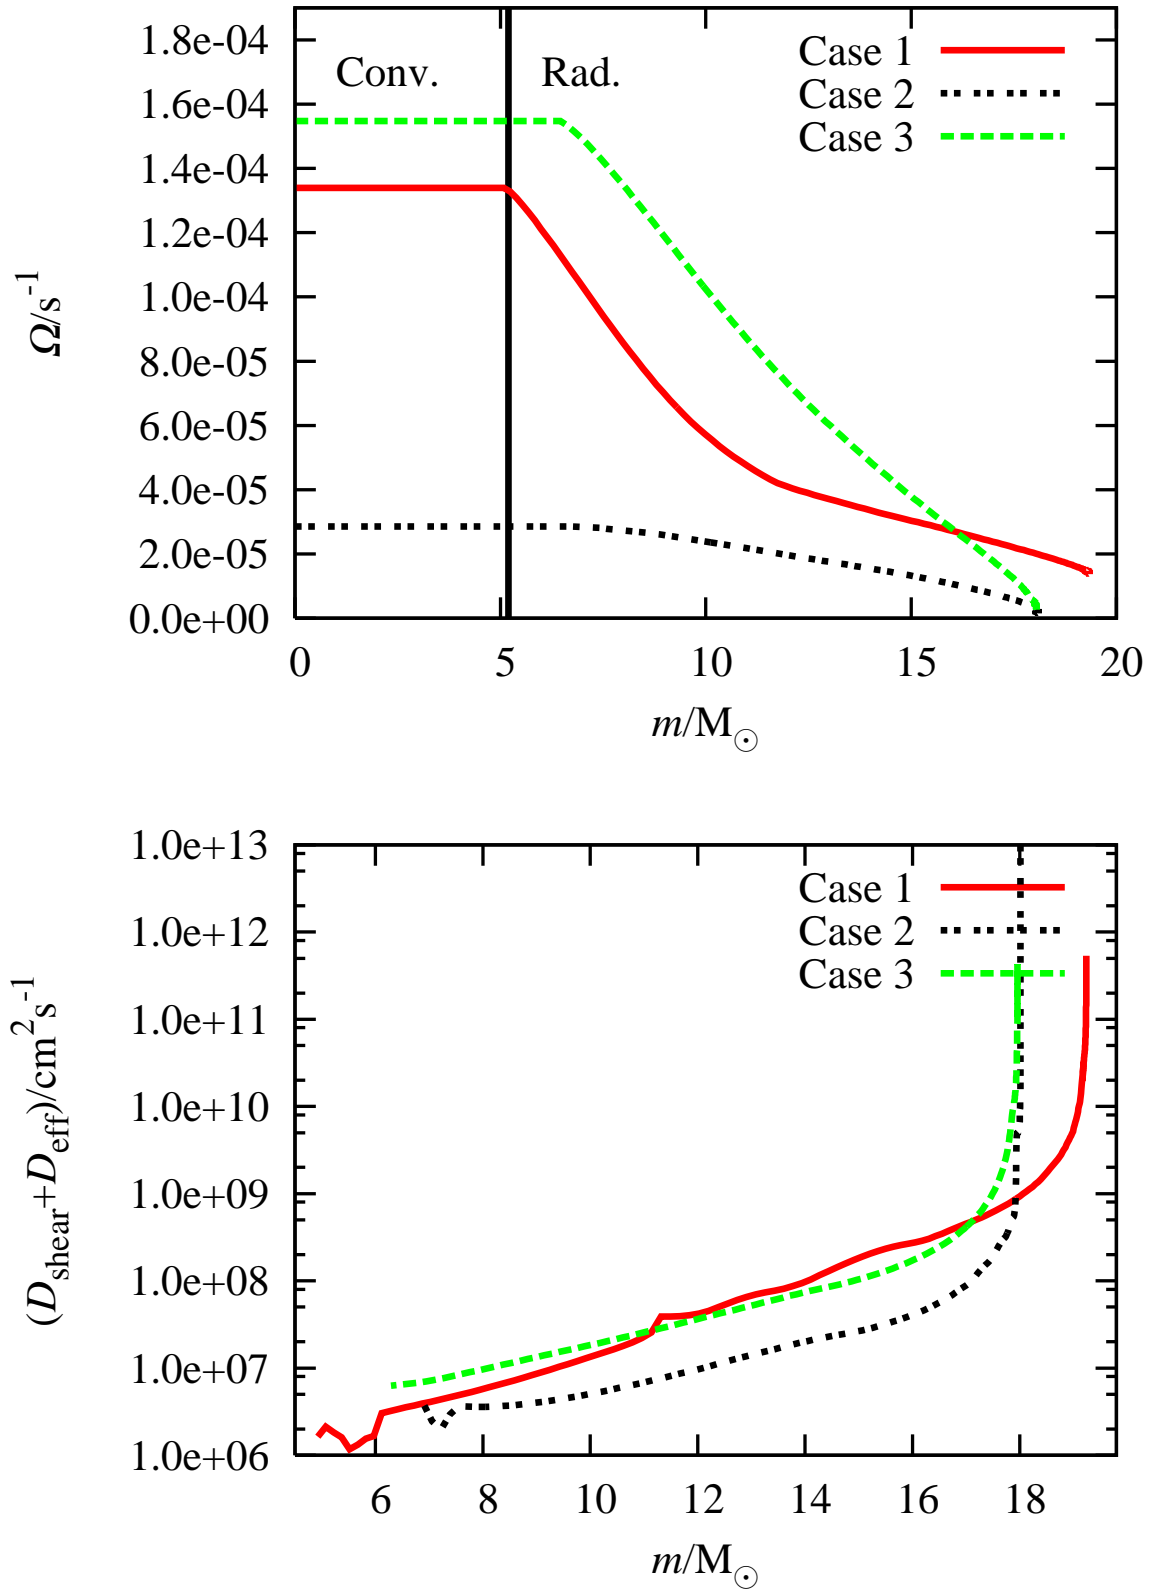 1.8e-04
1.6e-04
1.4e-04
1.2e-04
1.0e-04
8.0e-05
6.0e-05
4.0e-05
2.0e-05
0.0e+00
Ω/s⁻¹
Conv.
Rad.
Case 1
Case 2
Case 3
0 5 10 15 20
m/M☉
1.0e+13
1.0e+12
1.0e+11
1.0e+10
1.0e+09
1.0e+08
1.0e+07
1.0e+06
(D_shear+D_eff)/cm²s⁻¹
Case 1
Case 2
Case 3
6 8 10 12 14 16 18
m/M☉